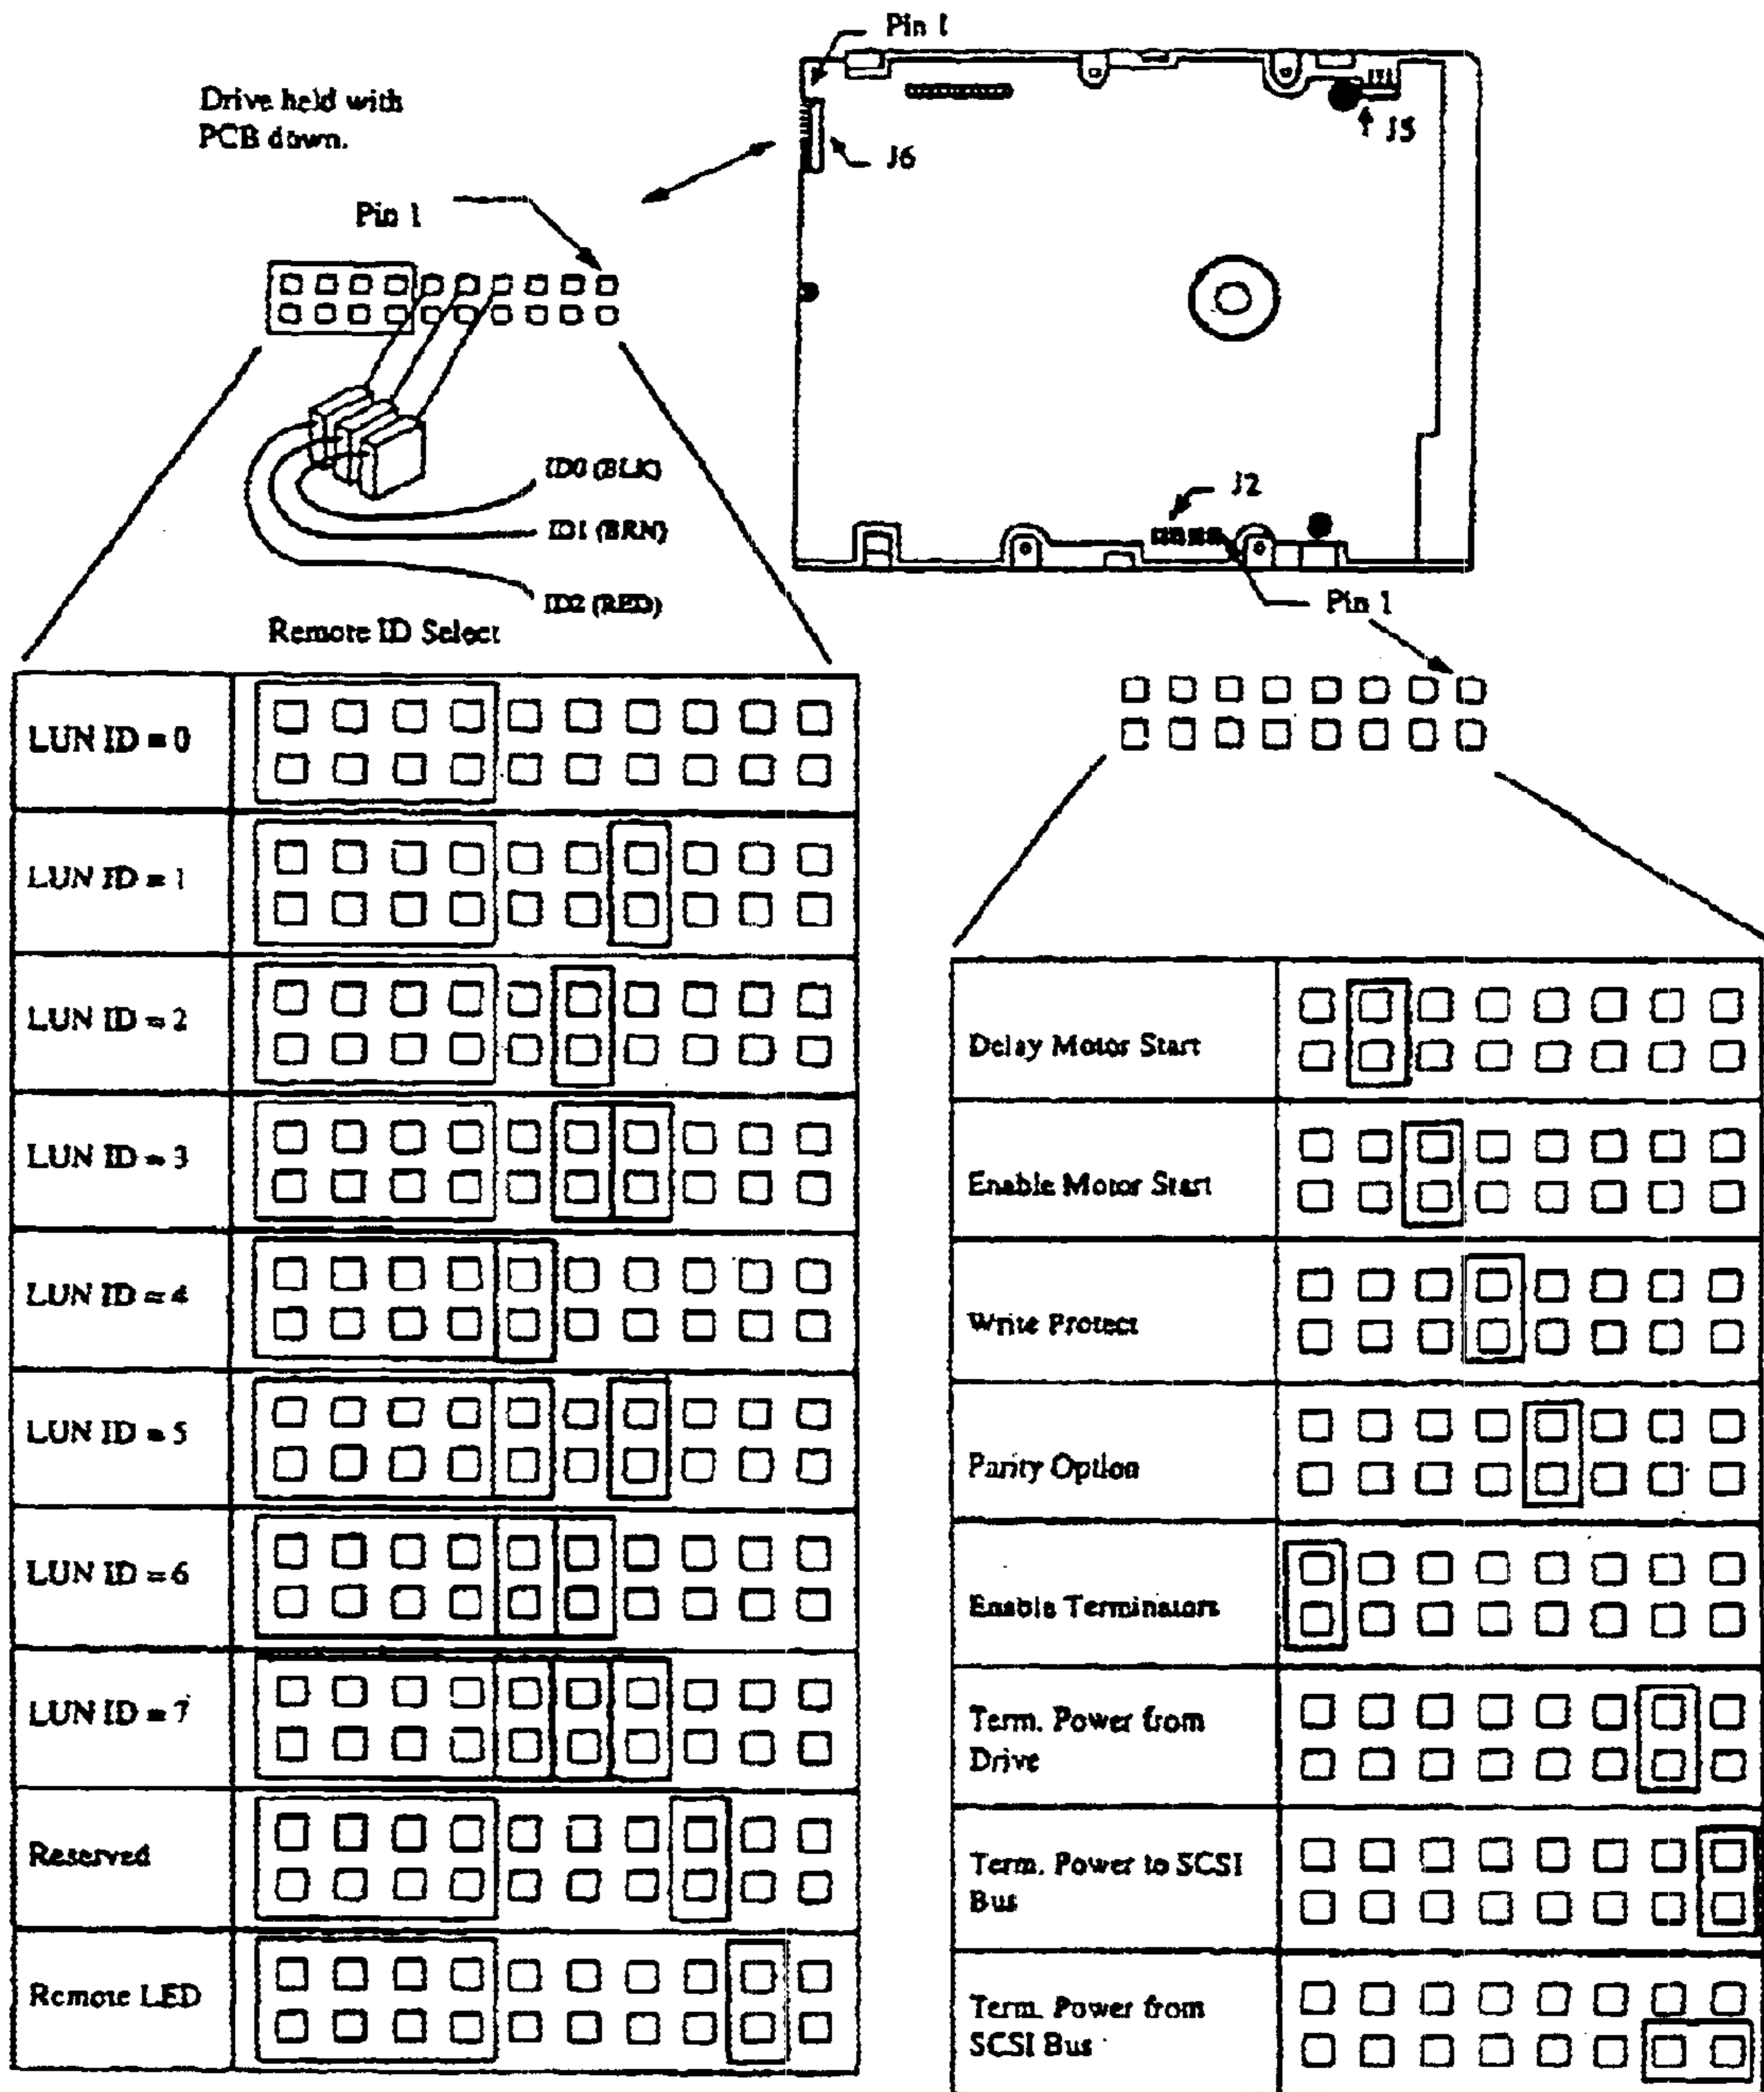 Pin 1
Drive held with
PCB down.
J5
J6
Pin 1
ID0 (BLK)
J2
ID1 (BRN)
ID2 (RED)
Pin 1
Remote ID Select
LUN ID = 0
LUN ID = 1
LUN ID = 2
LUN ID = 3
LUN ID = 4
LUN ID = 5
LUN ID = 6
LUN ID = 7
Reserved
Remote LED
Delay Motor Start
Enable Motor Start
Write Protect
Parity Option
Enable Terminators
Term. Power from
Drive
Term. Power to SCSI
Bus
Term. Power from
SCSI Bus